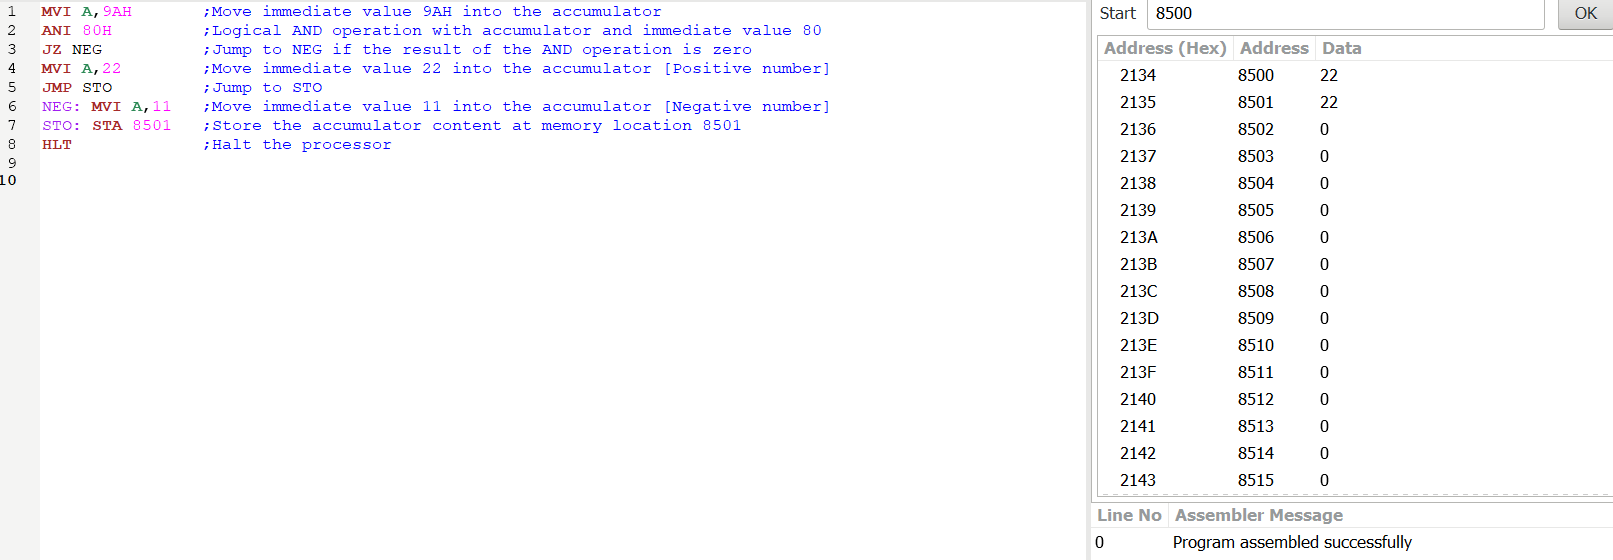 1 MVI A,9AH ;Move immediate value 9AH into the accumulator
2 ANI 80H ;Logical AND operation with accumulator and immediate value 80
3 JZ NEG ;Jump to NEG if the result of the AND operation is zero
4 MVI A,22 ;Move immediate value 22 into the accumulator [Positive number]
5 JMP STO ;Jump to STO
6 NEG: MVI A,11 ;Move immediate value 11 into the accumulator [Negative number]
7 STO: STA 8501 ;Store the accumulator content at memory location 8501
8 HLT ;Halt the processor
9
10
Start 8500 OK
Address (Hex) Address Data
2134 8500 22
2135 8501 22
2136 8502 0
2137 8503 0
2138 8504 0
2139 8505 0
213A 8506 0
213B 8507 0
213C 8508 0
213D 8509 0
213E 8510 0
213F 8511 0
2140 8512 0
2141 8513 0
2142 8514 0
2143 8515 0
Line No Assembler Message
0 Program assembled successfully